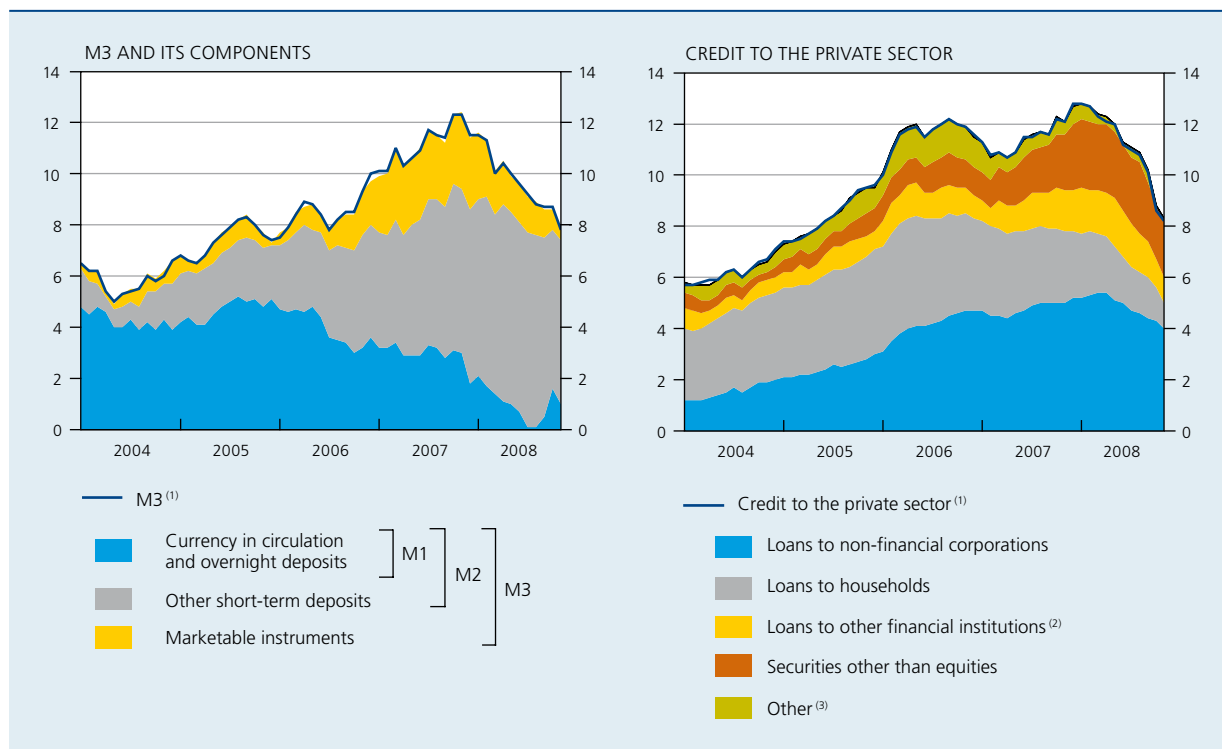 M3 AND ITS COMPONENTS
14 14
12 12
10 10
8 8
6 6
4 4
2 2
0 0
2004 2005 2006 2007 2008
M3 (1)
Currency in circulation
and overnight deposits
M1
M2
M3
Other short-term deposits
Marketable instruments
CREDIT TO THE PRIVATE SECTOR
14 14
12 12
10 10
8 8
6 6
4 4
2 2
0 0
2004 2005 2006 2007 2008
Credit to the private sector (1)
Loans to non-financial corporations
Loans to households
Loans to other financial institutions (2)
Securities other than equities
Other (3)